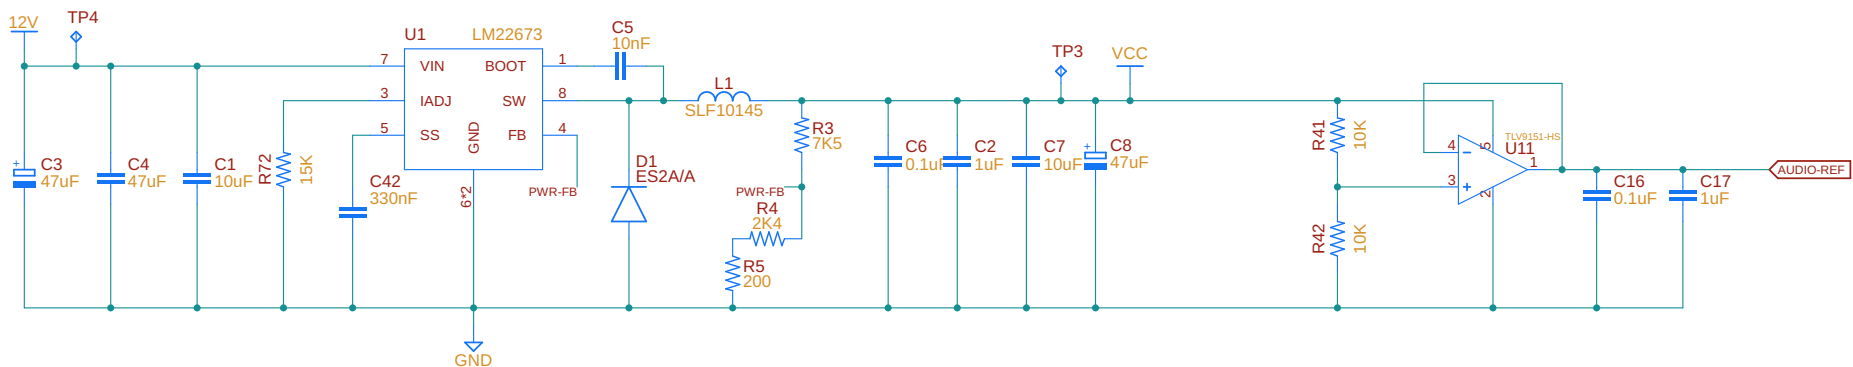 12V
TP4
U1
LM22673
7
VIN
BOOT
1
3
IADJ
SW
8
5
SS
GND
FB
4
6*2
C5
10nF
L1
SLF10145
TP3
VCC
+
C3
47uF
C4
47uF
C1
10uF
R72
15K
C42
330nF
PWR-FB
D1
ES2A/A
R3
7K5
PWR-FB
R4
2K4
R5
200
C6
0.1uF
C2
1uF
C7
10uF
+
C8
47uF
R41
10K
R42
10K
TLV9151-HS
U11
4
5
1
3
2
C16
0.1uF
C17
1uF
AUDIO-REF
GND